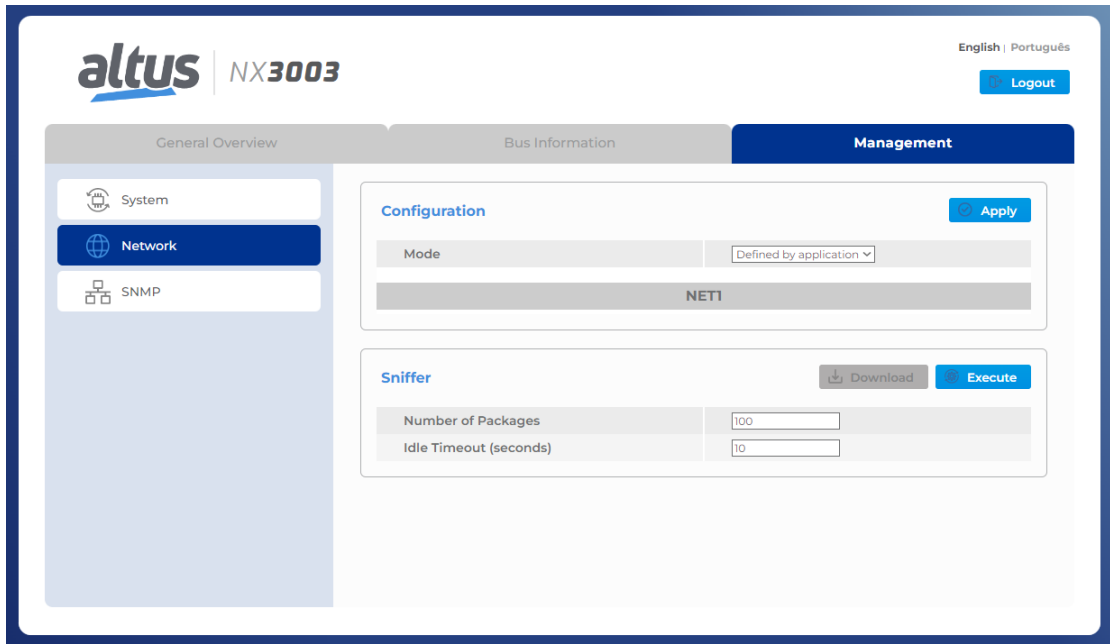 English | Português
altus | NX3003
Logout
General Overview
Bus Information
Management
System
Network
SNMP
Configuration
Apply
Mode
Defined by application
NET1
Sniffer
Download
Execute
Number of Packages
100
Idle Timeout (seconds)
10